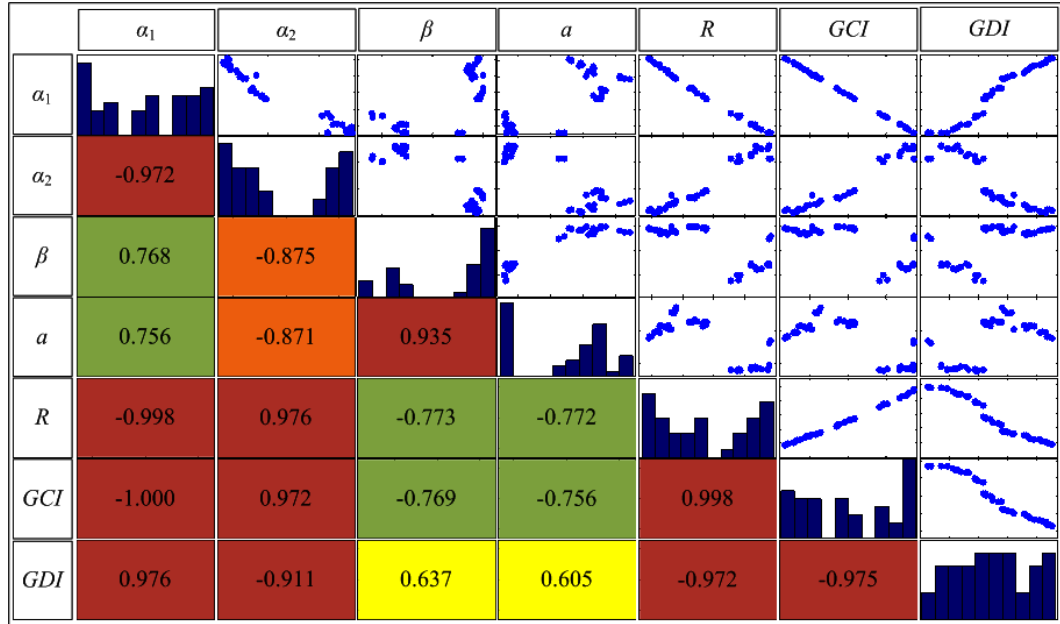 α₁ α₂ β a R GCI GDI
α₁
α₂ -0.972
β 0.768 -0.875
a 0.756 -0.871 0.935
R -0.998 0.976 -0.773 -0.772
GCI -1.000 0.972 -0.769 -0.756 0.998
GDI 0.976 -0.911 0.637 0.605 -0.972 -0.975